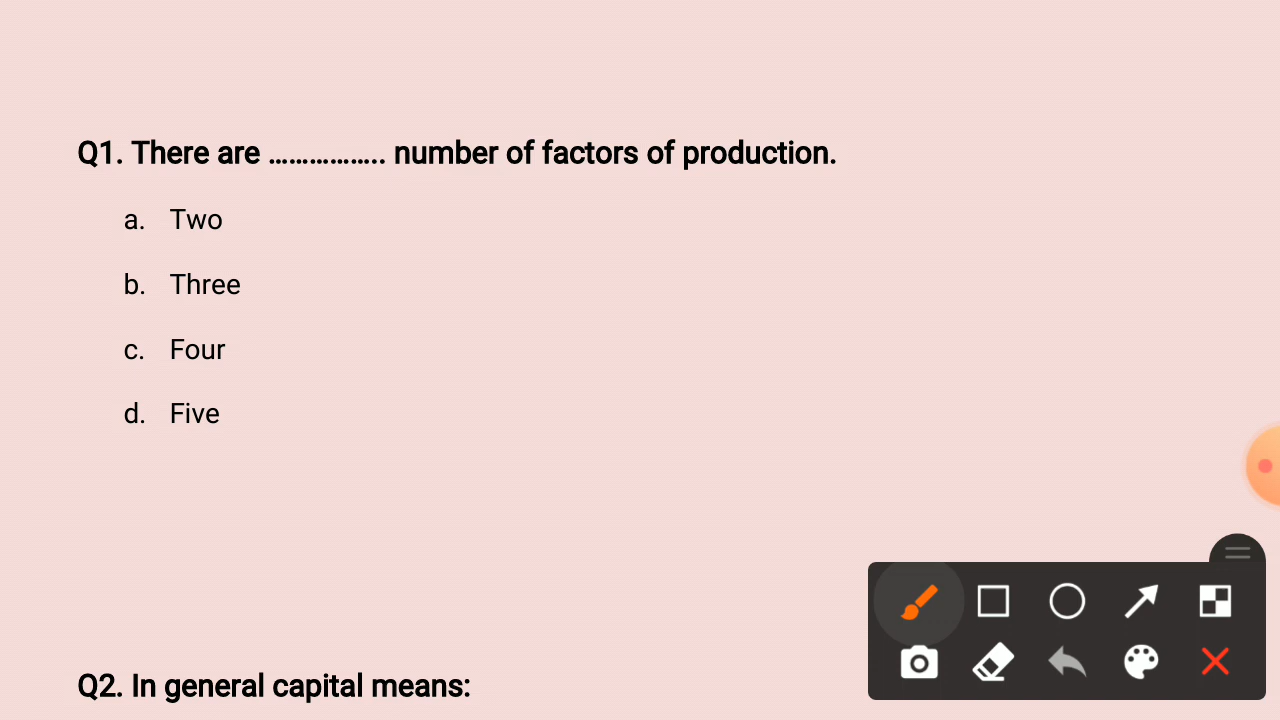 Q1. There are …………….. number of factors of production.
a. Two
b. Three
c. Four
d. Five
Q2. In general capital means: